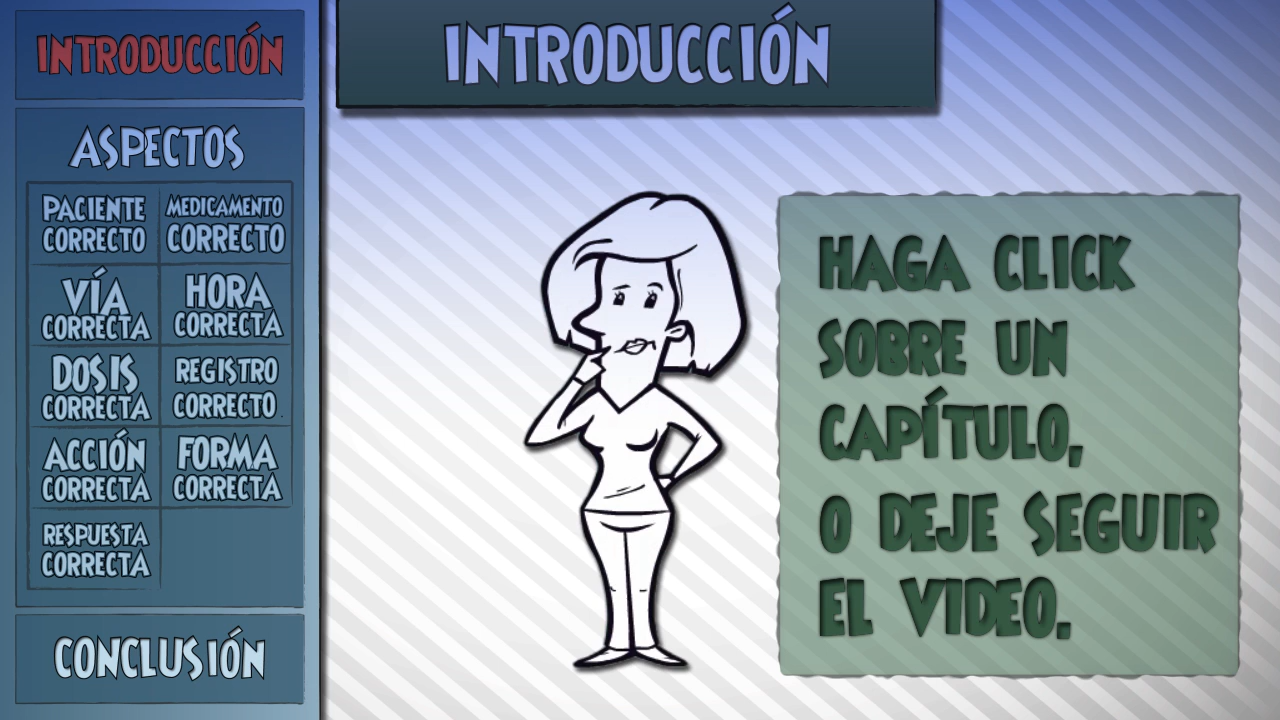 INTRODUCCIÓN
ASPECTOS
PACIENTE
CORRECTO
MEDICAMENTO
CORRECTO
VÍA
CORRECTA
HORA
CORRECTA
DOSIS
CORRECTA
REGISTRO
CORRECTO
ACCIÓN
CORRECTA
FORMA
CORRECTA
RESPUESTA
CORRECTA
CONCLUSIÓN
INTRODUCCIÓN
HAGA CLICK
SOBRE UN
CAPÍTULO,
O DEJE SEGUIR
EL VIDEO.